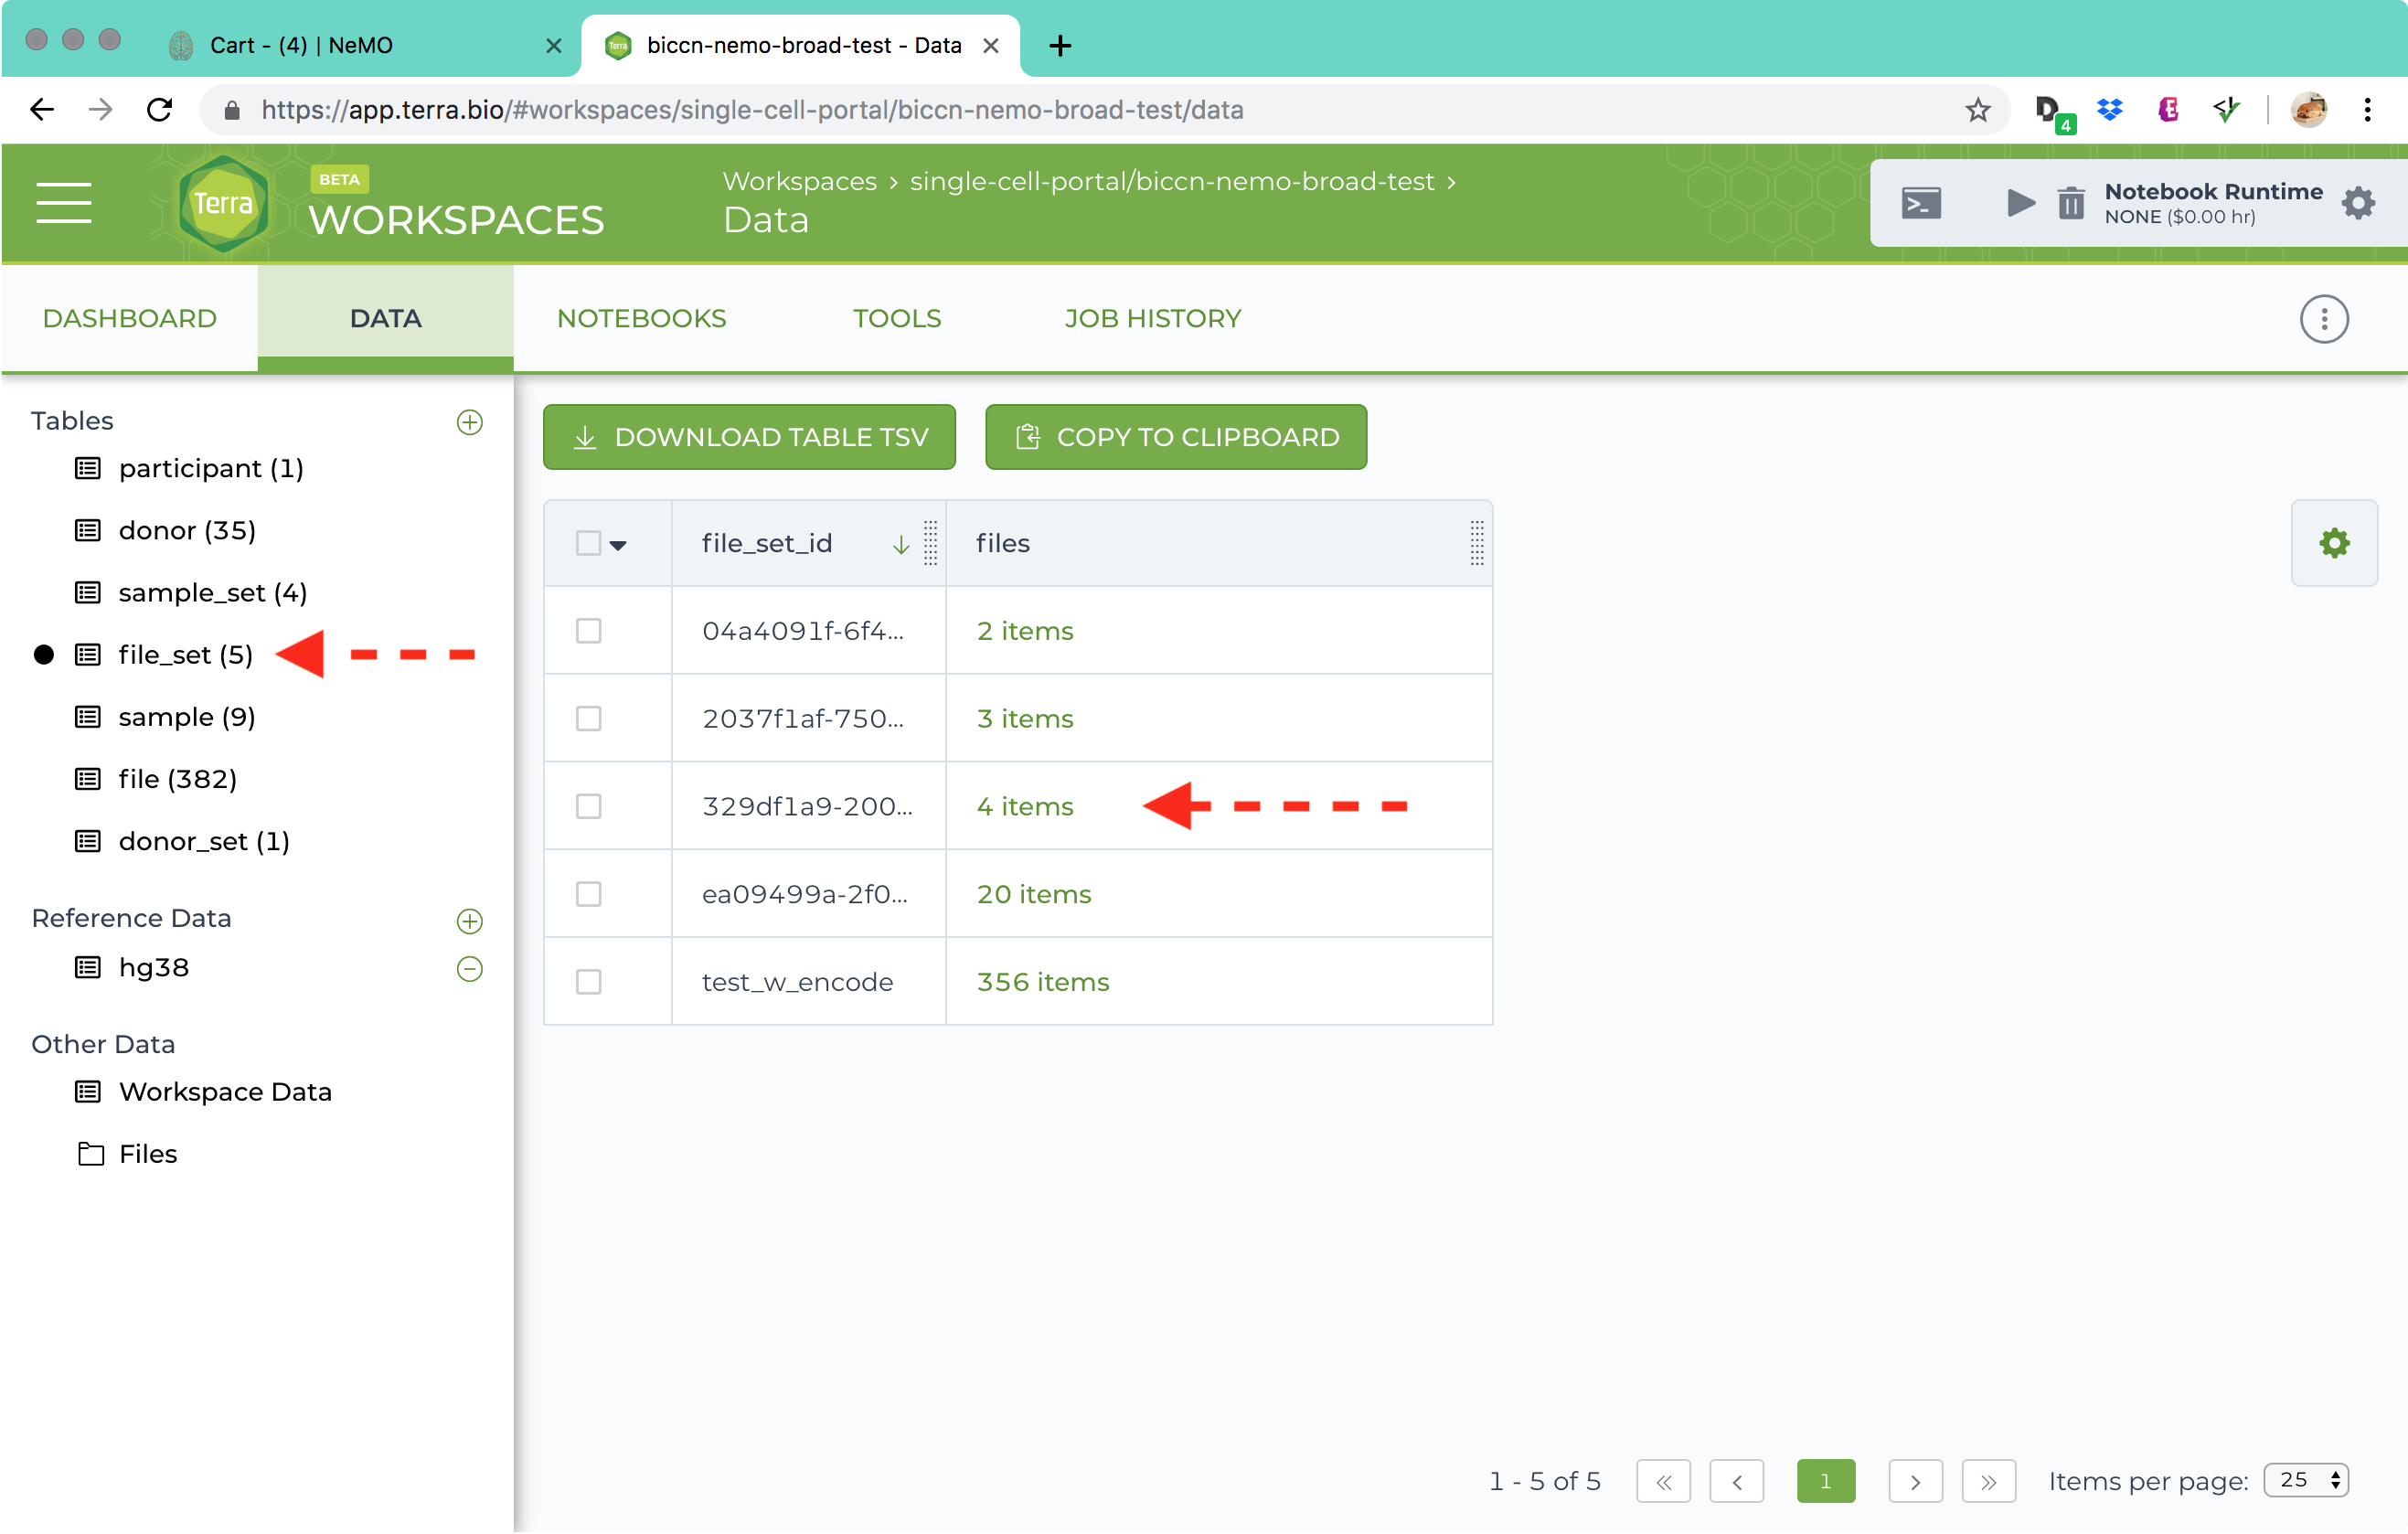 Cart - (4) | NeMO
biccn-nemo-broad-test - Data
https://app.terra.bio/#workspaces/single-cell-portal/biccn-nemo-broad-test/data
4
Terra
BETA
WORKSPACES
Workspaces › single-cell-portal/biccn-nemo-broad-test ›
Data
Notebook Runtime
NONE ($0.00 hr)
DASHBOARD
DATA
NOTEBOOKS
TOOLS
JOB HISTORY
Tables
participant (1)
donor (35)
sample_set (4)
file_set (5)
sample (9)
file (382)
donor_set (1)
Reference Data
hg38
Other Data
Workspace Data
Files
DOWNLOAD TABLE TSV
COPY TO CLIPBOARD
file_set_id
files
04a4091f-6f4...
2 items
2037f1af-750...
3 items
329df1a9-200...
4 items
ea09499a-2f0...
20 items
test_w_encode
356 items
1 - 5 of 5
1
Items per page:
25